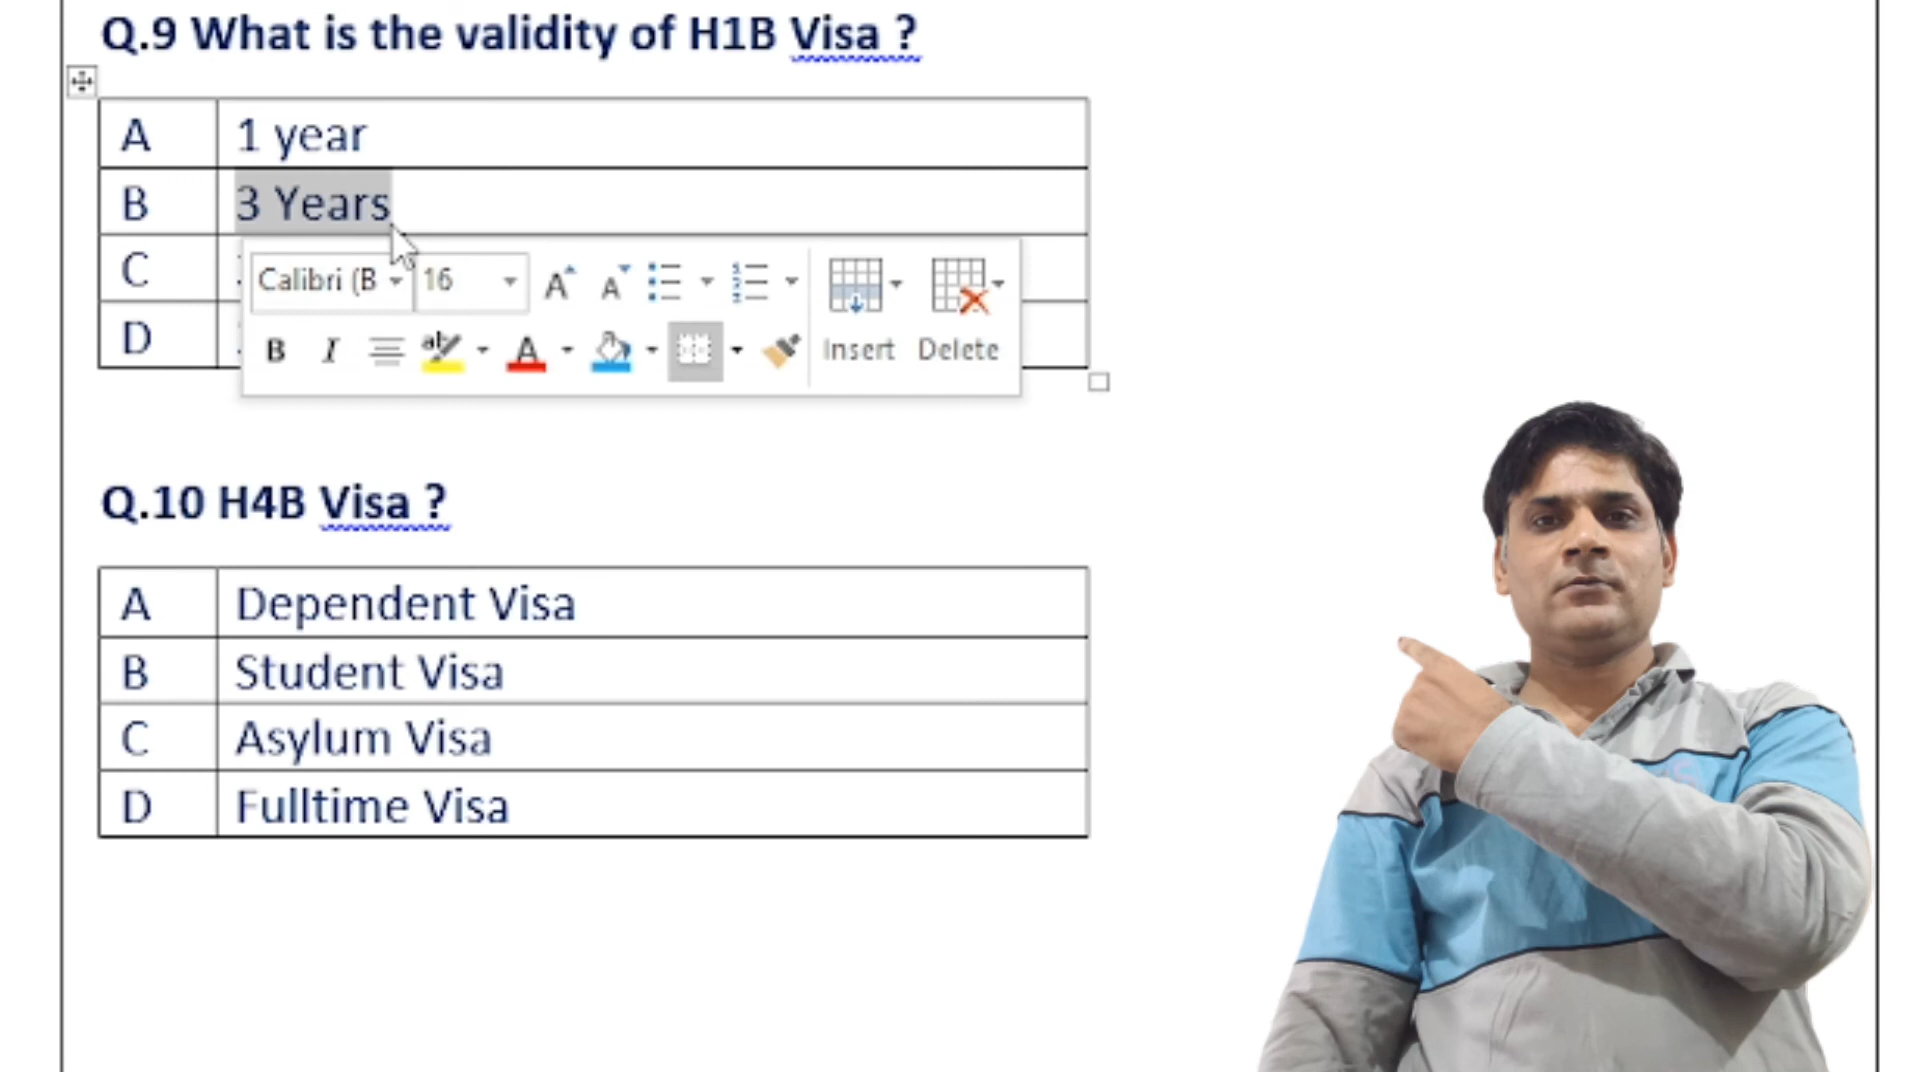 Q.9 What is the validity of H1B Visa ?
A 1 year
B 3 Years
C
D
Calibri (B 16 A A
B I ab A Insert Delete
Q.10 H4B Visa ?
A Dependent Visa
B Student Visa
C Asylum Visa
D Fulltime Visa